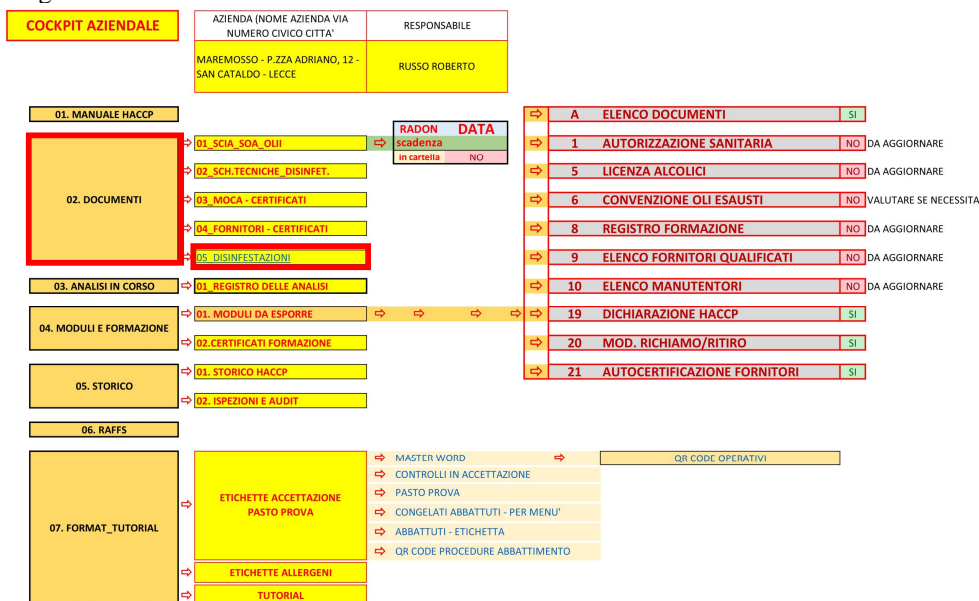 COCKPIT AZIENDALE
AZIENDA (NOME AZIENDA VIA
NUMERO CIVICO CITTA'
RESPONSABILE
MAREMOSSO - P.ZZA ADRIANO, 12 -
SAN CATALDO - LECCE
RUSSO ROBERTO
01. MANUALE HACCP
A ELENCO DOCUMENTI SI
RADON DATA
scadenza
in cartella NO
02. DOCUMENTI
01_SCIA_SOA_OLII
1 AUTORIZZAZIONE SANITARIA NO DA AGGIORNARE
02_SCH.TECNICHE_DISINFET.
5 LICENZA ALCOLICI NO DA AGGIORNARE
03_MOCA - CERTIFICATI
6 CONVENZIONE OLI ESAUSTI NO VALUTARE SE NECESSITA
04_FORNITORI - CERTIFICATI
8 REGISTRO FORMAZIONE NO DA AGGIORNARE
05_DISINFESTAZIONI
9 ELENCO FORNITORI QUALIFICATI NO DA AGGIORNARE
03. ANALISI IN CORSO
01_REGISTRO DELLE ANALISI
10 ELENCO MANUTENTORI NO DA AGGIORNARE
04. MODULI E FORMAZIONE
01. MODULI DA ESPORRE
19 DICHIARAZIONE HACCP SI
02.CERTIFICATI FORMAZIONE
20 MOD. RICHIAMO/RITIRO SI
05. STORICO
01. STORICO HACCP
21 AUTOCERTIFICAZIONE FORNITORI SI
02. ISPEZIONI E AUDIT
06. RAFFS
07. FORMAT_TUTORIAL
ETICHETTE ACCETTAZIONE
PASTO PROVA
MASTER WORD
QR CODE OPERATIVI
CONTROLLI IN ACCETTAZIONE
PASTO PROVA
CONGELATI ABBATTUTI - PER MENU'
ABBATTUTI - ETICHETTA
QR CODE PROCEDURE ABBATTIMENTO
ETICHETTE ALLERGENI
TUTORIAL